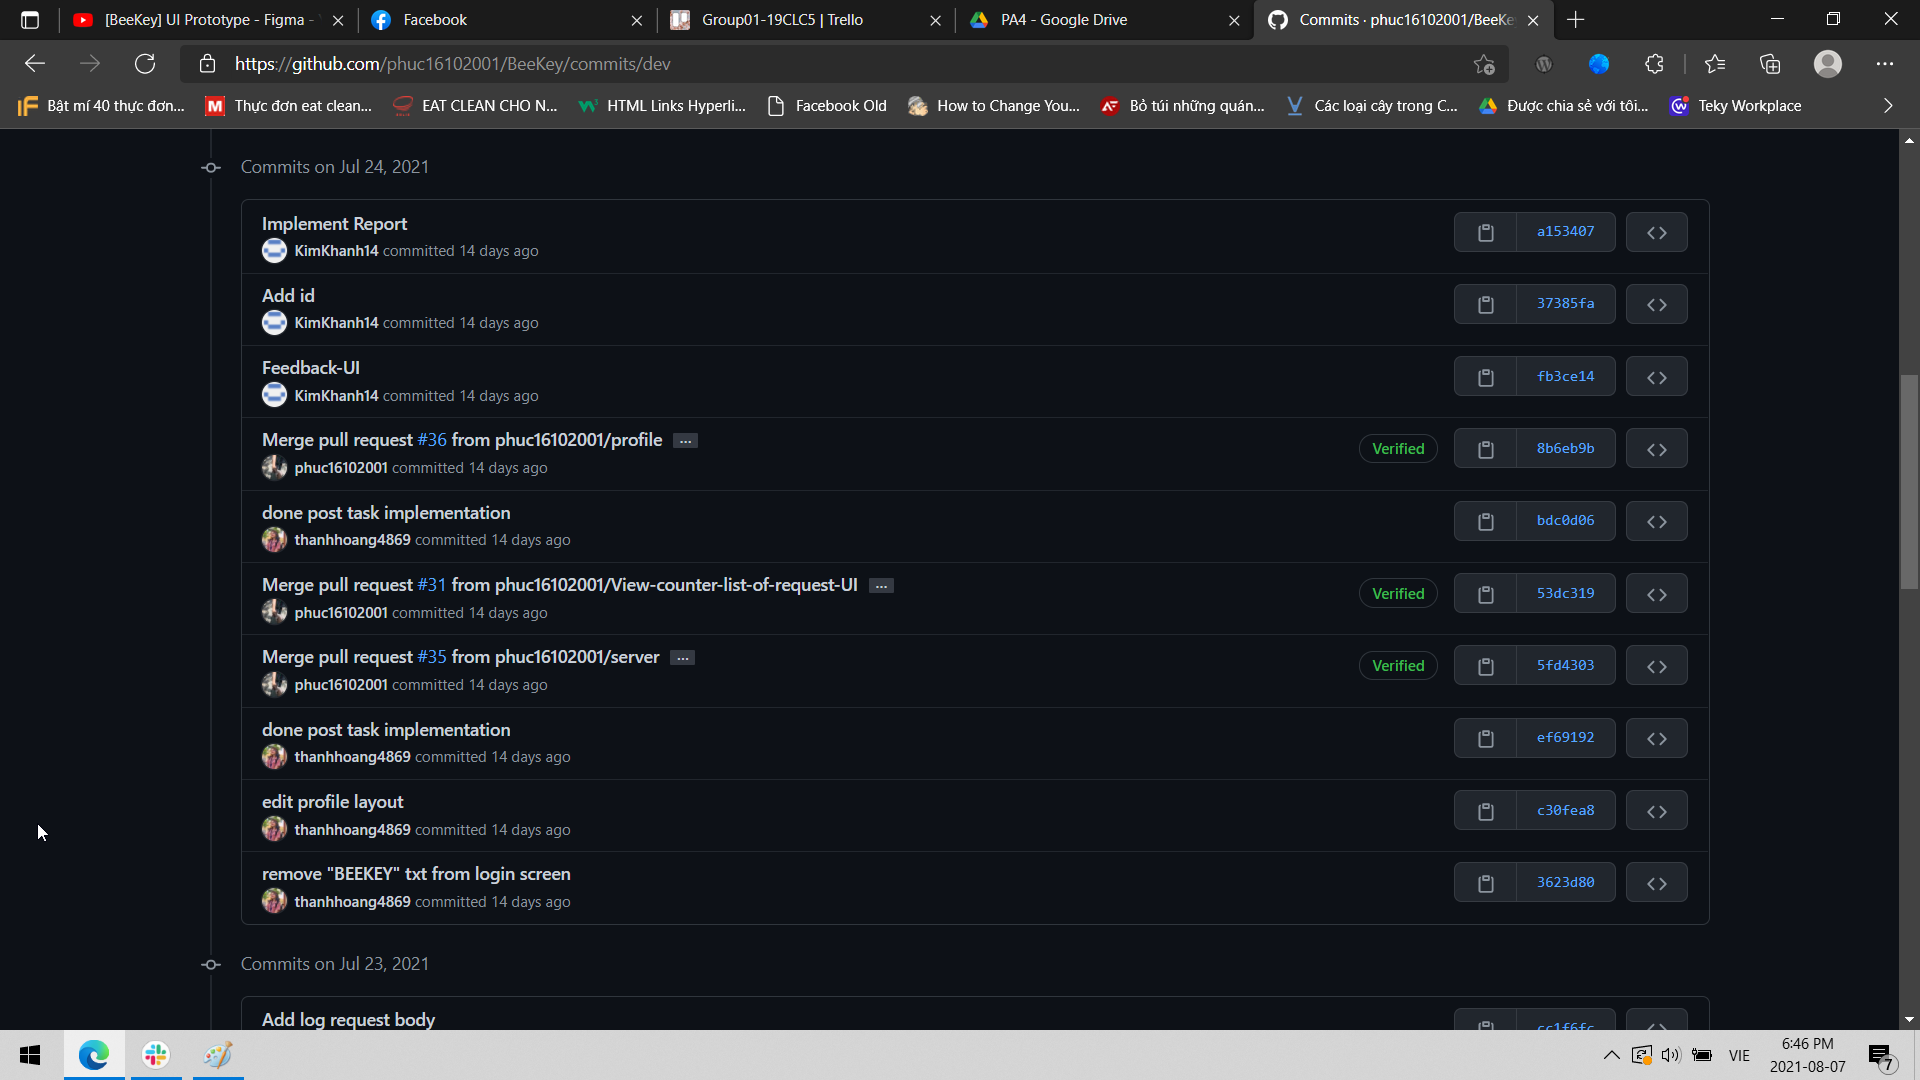 [BeeKey] UI Prototype - Figma -
Facebook
Group01-19CLC5 | Trello
PA4 - Google Drive
Commits · phuc16102001/BeeKe
https://github.com/phuc16102001/BeeKey/commits/dev
Bật mí 40 thực đơn...
Thực đơn eat clean...
EAT CLEAN CHO N...
HTML Links Hyperli...
Facebook Old
How to Change You...
Bỏ túi những quán...
Các loại cây trong C...
Được chia sẻ với tôi...
Teky Workplace
Commits on Jul 24, 2021
Implement Report
KimKhanh14 committed 14 days ago
a153407
Add id
KimKhanh14 committed 14 days ago
37385fa
Feedback-UI
KimKhanh14 committed 14 days ago
fb3ce14
Merge pull request #36 from phuc16102001/profile ...
phuc16102001 committed 14 days ago
Verified
8b6eb9b
done post task implementation
thanhhoang4869 committed 14 days ago
bdc0d06
Merge pull request #31 from phuc16102001/View-counter-list-of-request-UI ...
phuc16102001 committed 14 days ago
Verified
53dc319
Merge pull request #35 from phuc16102001/server ...
phuc16102001 committed 14 days ago
Verified
5fd4303
done post task implementation
thanhhoang4869 committed 14 days ago
ef69192
edit profile layout
thanhhoang4869 committed 14 days ago
c30fea8
remove "BEEKEY" txt from login screen
thanhhoang4869 committed 14 days ago
3623d80
Commits on Jul 23, 2021
Add log request body
cc1f6fc
VIE
6:46 PM
2021-08-07
7